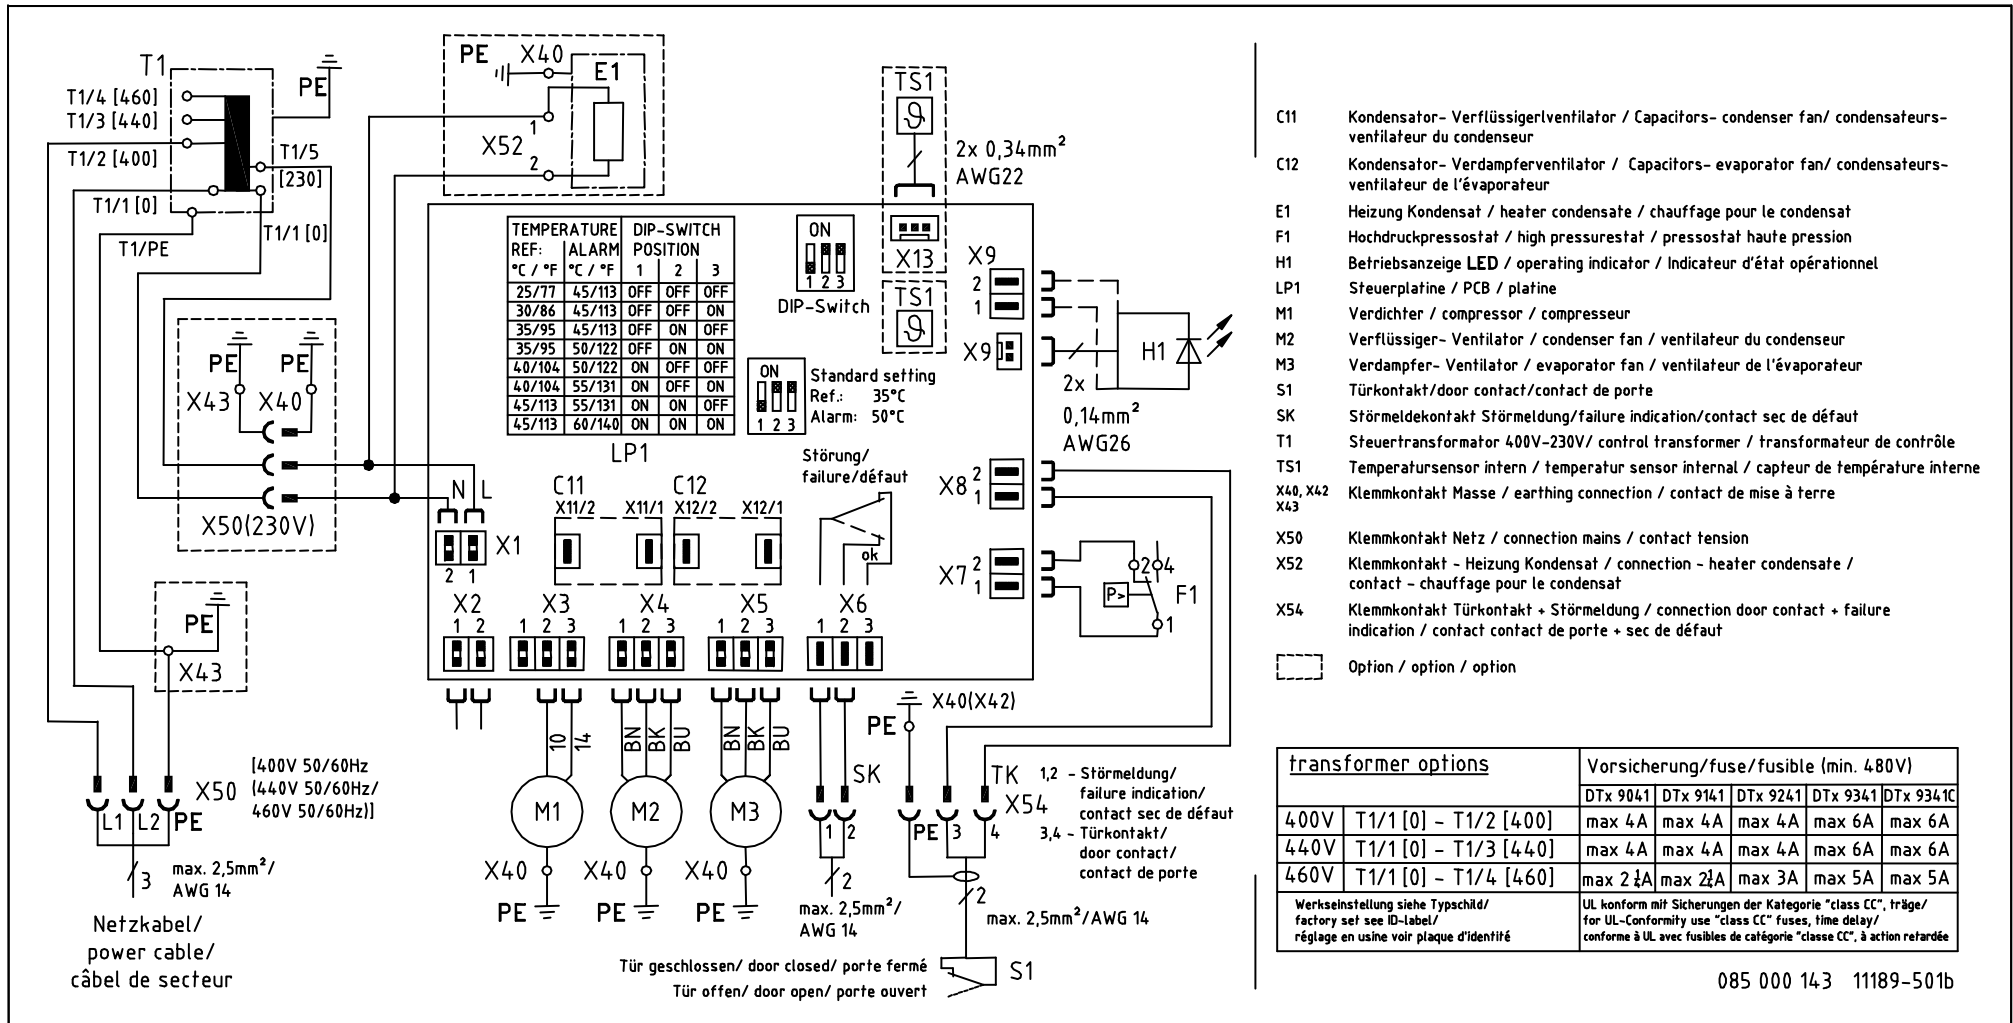 T1
PE
T1/4 [460]
T1/3 [440]
T1/2 [400]
T1/5
[230]
T1/1 [0]
T1/1 [0]
T1/PE
PE X40
E1
1
X52
2
TS1
2x 0,34mm²
AWG22
X13
TS1
TEMPERATURE DIP-SWITCH
REF: ALARM POSITION
°C / °F °C / °F 1 2 3
25/77 45/113 OFF OFF OFF
30/86 45/113 OFF OFF ON
35/95 45/113 OFF ON OFF
35/95 50/122 OFF ON ON
40/104 50/122 ON OFF OFF
40/104 55/131 ON OFF ON
45/113 55/131 ON ON OFF
45/113 60/140 ON ON ON
LP1
ON
1 2 3
DIP-Switch
ON
1 2 3
Standard setting
Ref.: 35°C
Alarm: 50°C
X9
2
1
X9
H1
2x
0,14mm²
AWG26
PE PE
X43 X40
X50(230V)
N L
X1
2 1
C11
X11/2 X11/1
C12
X12/2 X12/1
Störung/
failure/défaut
ok
X8 2
1
X7 2
1
2 4
P>
F1
1
X2 X3 X4 X5 X6
1 2 1 2 3 1 2 3 1 2 3 1 2 3
PE
X43
10 14
BN BK BU
BN BK BU
M1 M2 M3
X40 X40 X40
PE PE PE
X50
[400V 50/60Hz
(440V 50/60Hz/
460V 50/60Hz)]
L1 L2 PE
3
max. 2,5mm²/
AWG 14
Netzkabel/
power cable/
câbel de secteur
SK
1 2
2
max. 2,5mm²/
AWG 14
X40(X42)
PE
TK
X54
PE 3 4
2
max. 2,5mm²/AWG 14
1,2 - Störmeldung/
failure indication/
contact sec de défaut
3,4 - Türkontakt/
door contact/
contact de porte
Tür geschlossen/ door closed/ porte fermé
Tür offen/ door open/ porte ouvert
S1
C11 Kondensator- Verflüssigerlventilator / Capacitors- condenser fan/ condensateurs-
ventilateur du condenseur
C12 Kondensator- Verdampferventilator / Capacitors- evaporator fan/ condensateurs-
ventilateur de l'évaporateur
E1 Heizung Kondensat / heater condensate / chauffage pour le condensat
F1 Hochdruckpressostat / high pressurestat / pressostat haute pression
H1 Betriebsanzeige LED / operating indicator / Indicateur d'état opérationnel
LP1 Steuerplatine / PCB / platine
M1 Verdichter / compressor / compresseur
M2 Verflüssiger- Ventilator / condenser fan / ventilateur du condenseur
M3 Verdampfer- Ventilator / evaporator fan / ventilateur de l'évaporateur
S1 Türkontakt/door contact/contact de porte
SK Störmeldekontakt Störmeldung/failure indication/contact sec de défaut
T1 Steuertransformator 400V-230V/ control transformer / transformateur de contrôle
TS1 Temperatursensor intern / temperatur sensor internal / capteur de température interne
X40, X42 Klemmkontakt Masse / earthing connection / contact de mise à terre
X43
X50 Klemmkontakt Netz / connection mains / contact tension
X52 Klemmkontakt - Heizung Kondensat / connection - heater condensate /
contact - chauffage pour le condensat
X54 Klemmkontakt Türkontakt + Störmeldung / connection door contact + failure
indication / contact contact de porte + sec de défaut
Option / option / option
transformer options Vorsicherung/fuse/fusible (min. 480V)
DTx 9041 DTx 9141 DTx 9241 DTx 9341 DTx 9341C
400V T1/1 [0] - T1/2 [400] max 4A max 4A max 4A max 6A max 6A
440V T1/1 [0] - T1/3 [440] max 4A max 4A max 4A max 6A max 6A
460V T1/1 [0] - T1/4 [460] max 3A max 5A max 5A
Werkseinstellung siehe Typschild/
factory set see ID-label/
réglage en usine voir plaque d'identité
UL konform mit Sicherungen der Kategorie "class CC", träge/
for UL-Conformity use "class CC" fuses, time delay/
conforme à UL avec fusibles de catégorie "classe CC", à action retardée
085 000 143 11189-501b